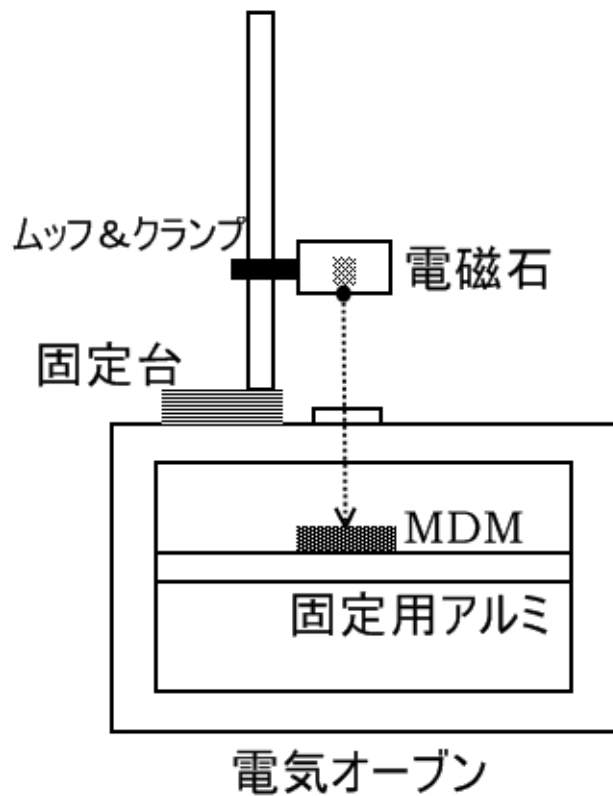 ムッフ＆クランプ
電磁石
固定台
MDM
固定用アルミ
電気オーブン